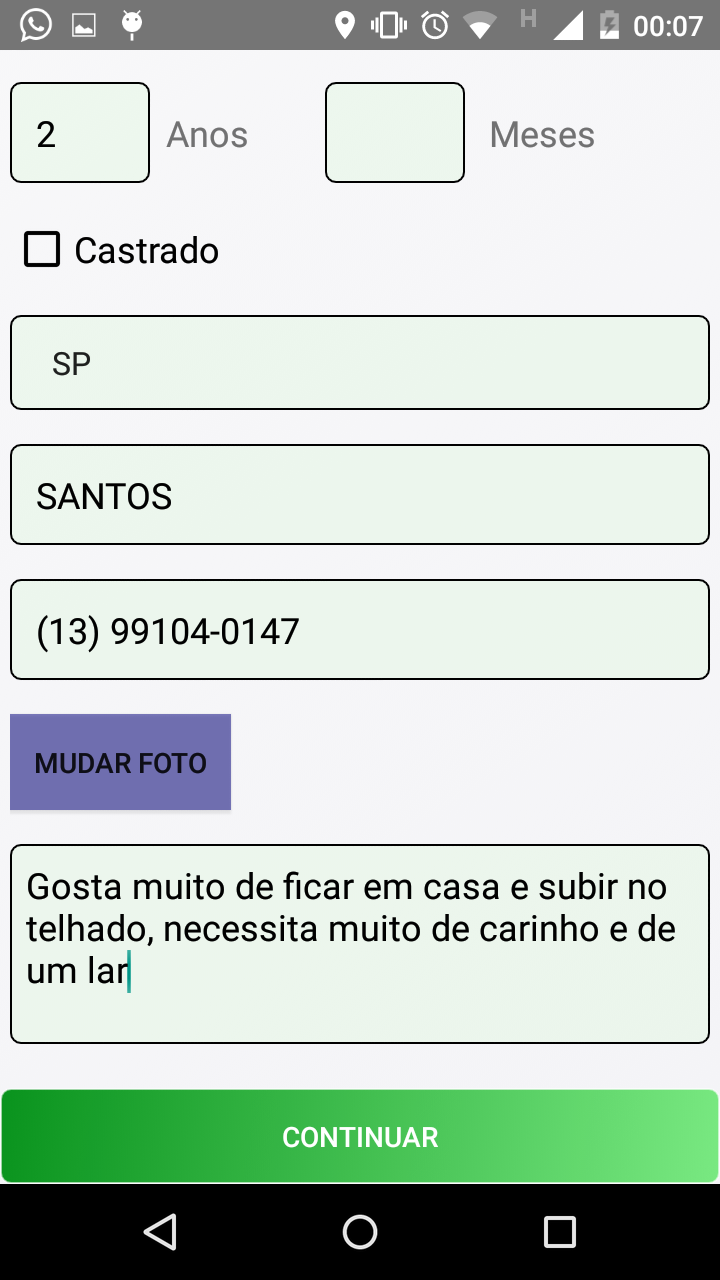 H 00:07
2 Anos Meses
Castrado
SP
SANTOS
(13) 99104-0147
MUDAR FOTO
Gosta muito de ficar em casa e subir no
telhado, necessita muito de carinho e de
um lar
CONTINUAR